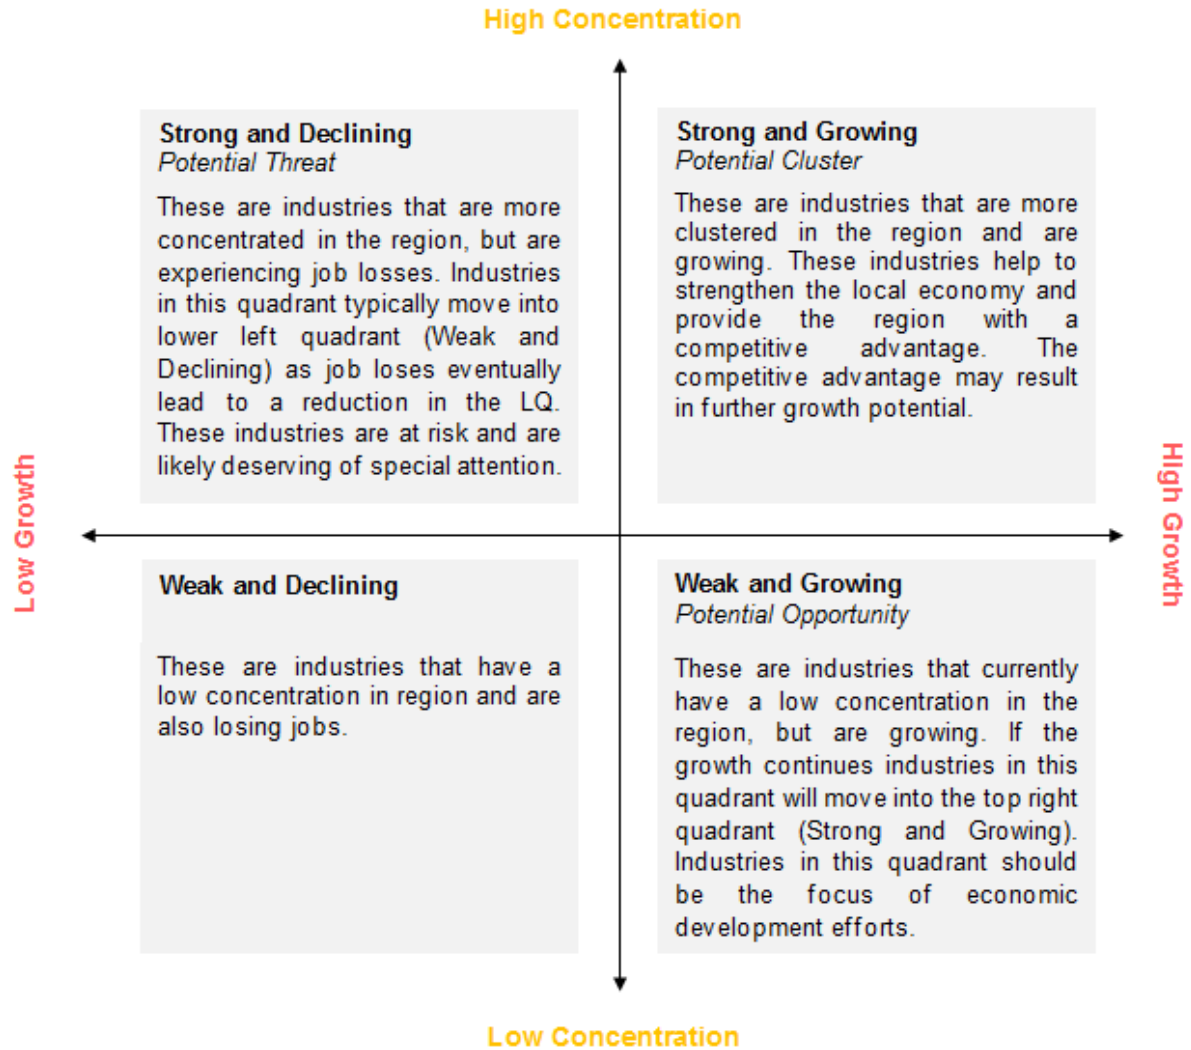 High Concentration
Strong and Declining
Potential Threat
These are industries that are more
concentrated in the region, but are
experiencing job losses. Industries
in this quadrant typically move into
lower left quadrant (Weak and
Declining) as job loses eventually
lead to a reduction in the LQ.
These industries are at risk and are
likely deserving of special attention.
Strong and Growing
Potential Cluster
These are industries that are more
clustered in the region and are
growing. These industries help to
strengthen the local economy and
provide the region with a
competitive advantage. The
competitive advantage may result
in further growth potential.
Low Growth
High Growth
Weak and Declining
These are industries that have a
low concentration in region and are
also losing jobs.
Weak and Growing
Potential Opportunity
These are industries that currently
have a low concentration in the
region, but are growing. If the
growth continues industries in this
quadrant will move into the top right
quadrant (Strong and Growing).
Industries in this quadrant should
be the focus of economic
development efforts.
Low Concentration